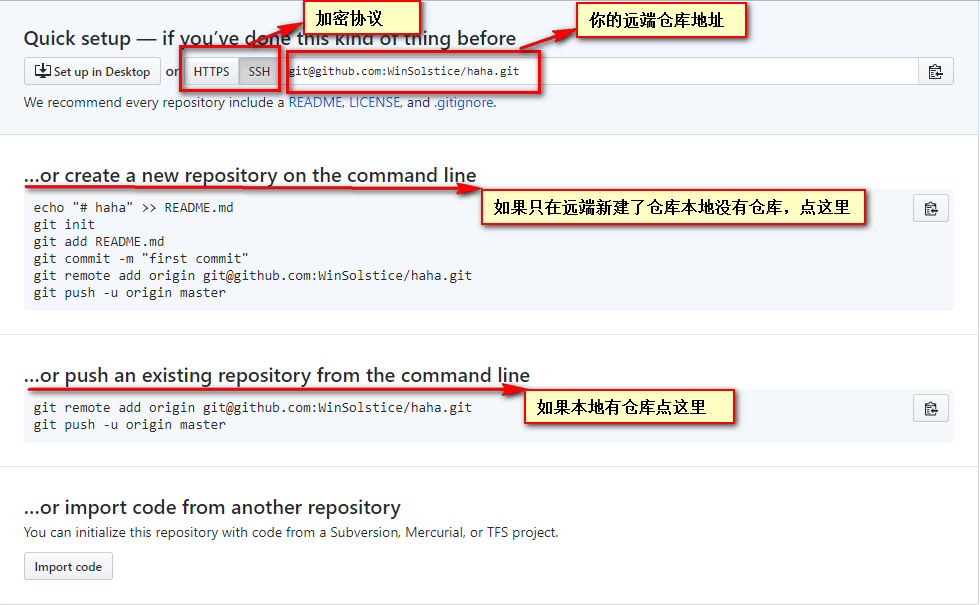 加密协议
你的远端仓库地址
Quick setup — if you’ve done this kind of thing before
Set up in Desktop or HTTPS SSH git@github.com:WinSolstice/haha.git
We recommend every repository include a README, LICENSE, and .gitignore.
…or create a new repository on the command line
如果只在远端新建了仓库本地没有仓库，点这里
echo "# haha" >> README.md
git init
git add README.md
git commit -m "first commit"
git remote add origin git@github.com:WinSolstice/haha.git
git push -u origin master
…or push an existing repository from the command line
如果本地有仓库点这里
git remote add origin git@github.com:WinSolstice/haha.git
git push -u origin master
…or import code from another repository
You can initialize this repository with code from a Subversion, Mercurial, or TFS project.
Import code